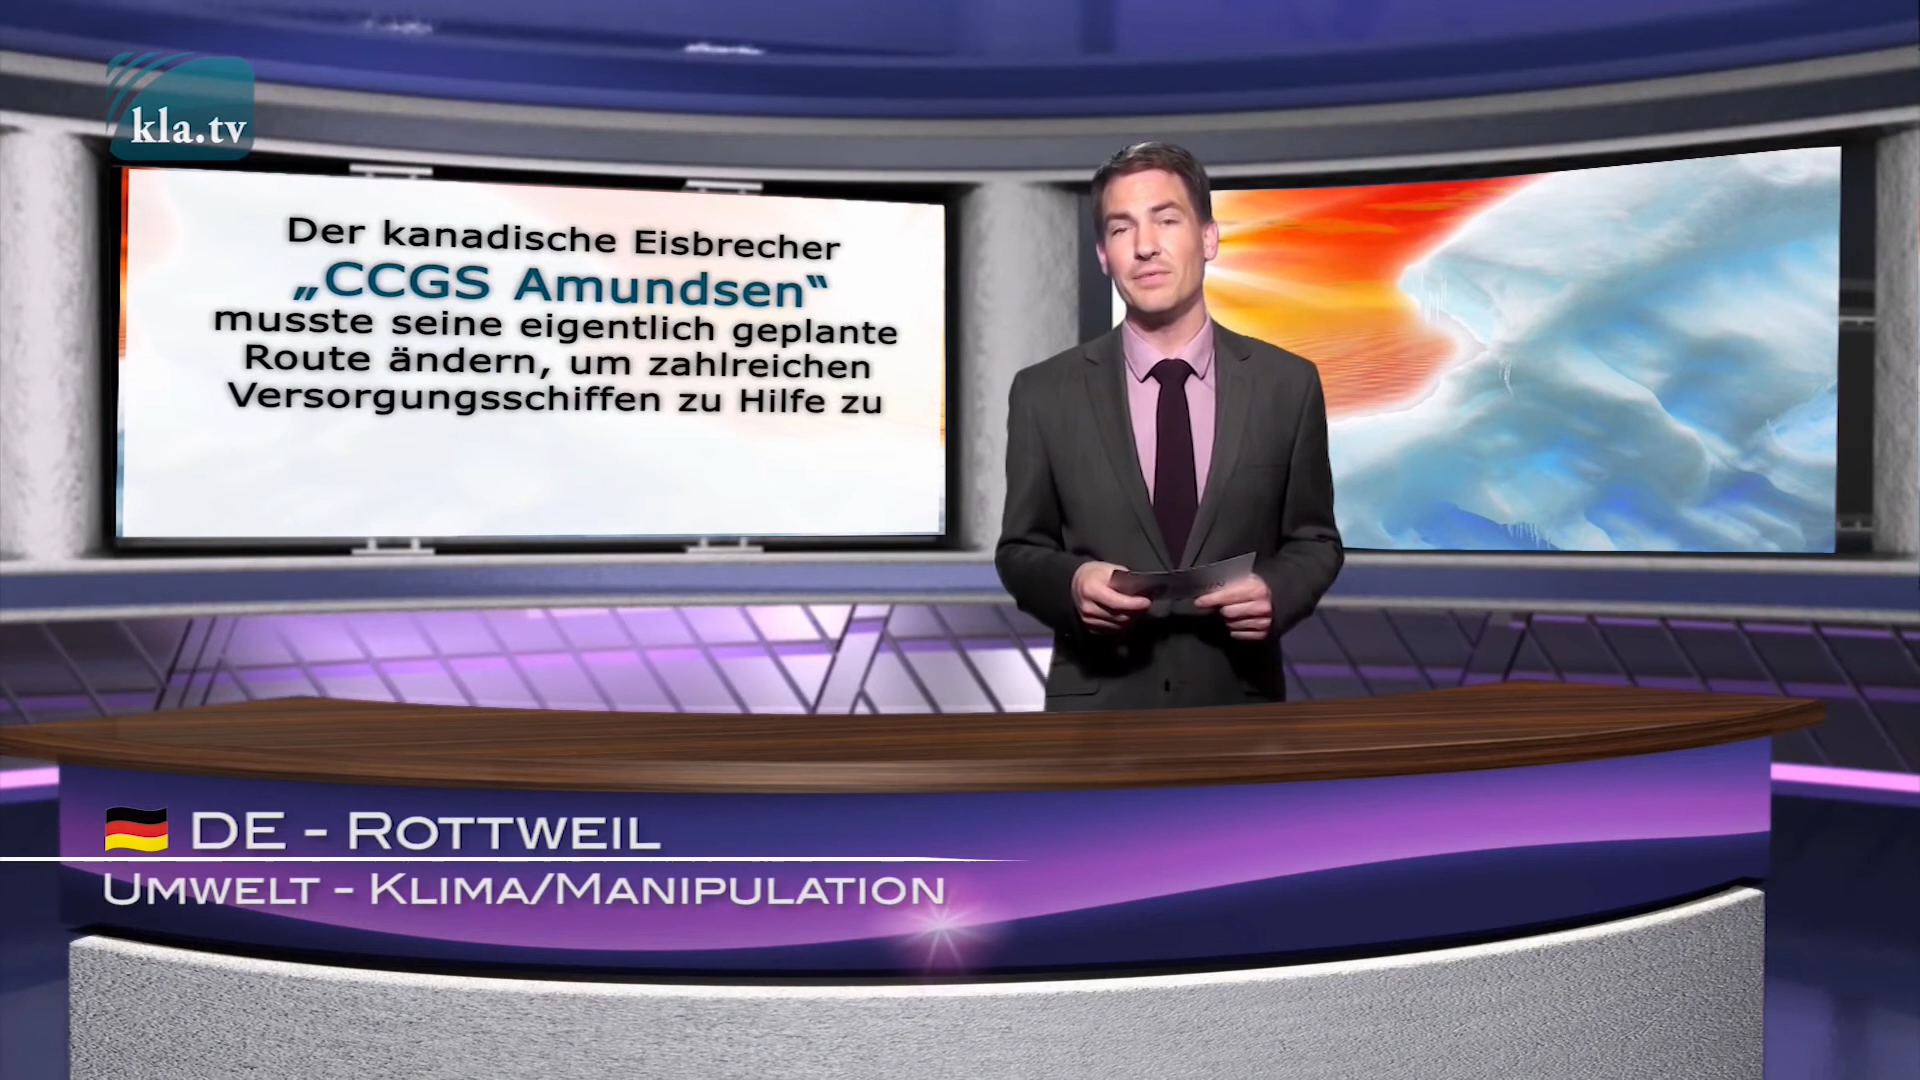 kla.tv
Der kanadische Eisbrecher
„CCGS Amundsen“
musste seine eigentlich geplante
Route ändern, um zahlreichen
Versorgungsschiffen zu Hilfe zu
DE - Rottweil
Umwelt - Klima/Manipulation